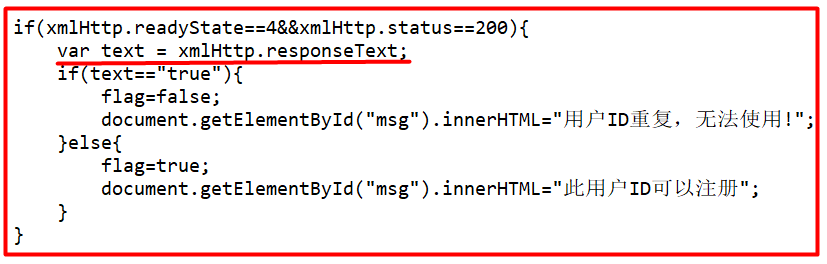 if(xmlHttp.readyState==4&&xmlHttp.status==200){
    var text = xmlHttp.responseText;
    if(text=="true"){
        flag=false;
        document.getElementById("msg").innerHTML="用户ID重复，无法使用!";
    }else{
        flag=true;
        document.getElementById("msg").innerHTML="此用户ID可以注册";
    }
}